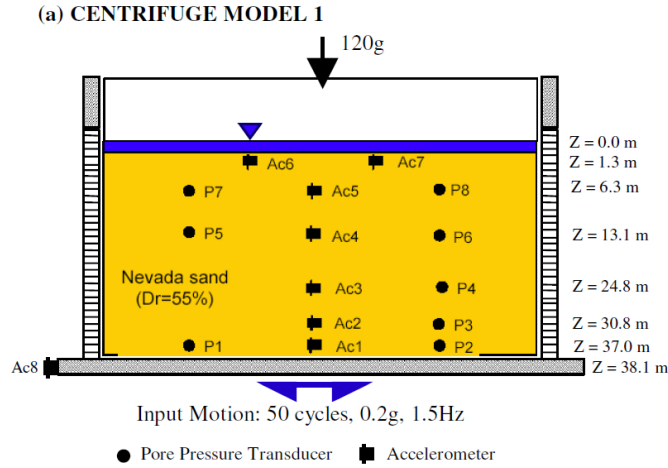 (a) CENTRIFUGE MODEL 1
120g
Z = 0.0 m
Ac6 Ac7 Z = 1.3 m
P7 Ac5 P8 Z = 6.3 m
P5 Ac4 P6 Z = 13.1 m
Nevada sand
(Dr=55%)
Ac3 P4 Z = 24.8 m
Ac2 P3 Z = 30.8 m
P1 Ac1 P2 Z = 37.0 m
Ac8 Z = 38.1 m
Input Motion: 50 cycles, 0.2g, 1.5Hz
Pore Pressure Transducer Accelerometer